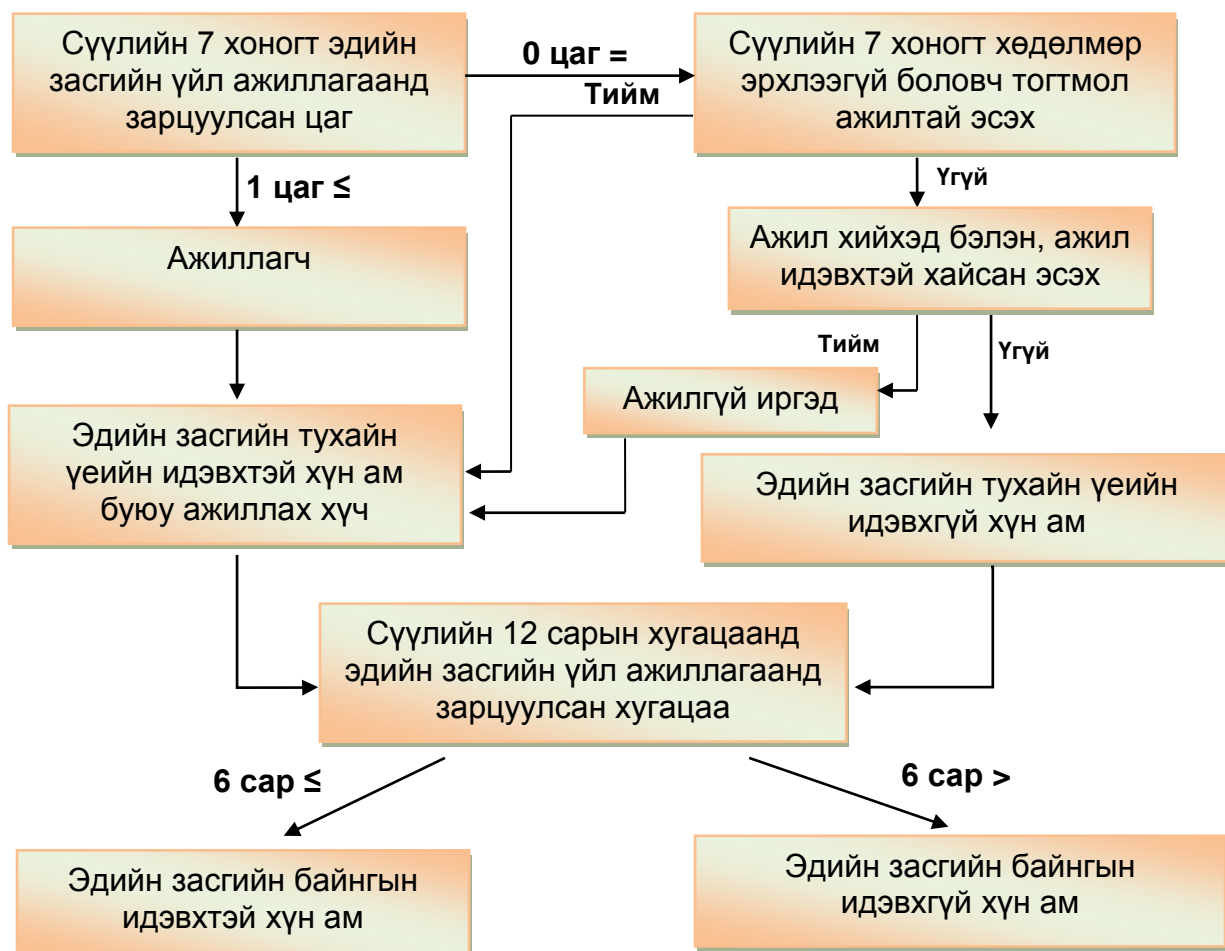 Сүүлийн 7 хоногт эдийн
засгийн үйл ажиллагаанд
зарцуулсан цаг
0 цаг =
Тийм
Сүүлийн 7 хоногт хөдөлмөр
эрхлээгүй боловч тогтмол
ажилтай эсэх
1 цаг ≤
Үгүй
Ажиллагч
Ажил хийхэд бэлэн, ажил
идэвхтэй хайсан эсэх
Тийм
Үгүй
Ажилгүй иргэд
Эдийн засгийн тухайн
үеийн идэвхтэй хүн ам
буюу ажиллах хүч
Эдийн засгийн тухайн үеийн
идэвхгүй хүн ам
Сүүлийн 12 сарын хугацаанд
эдийн засгийн үйл ажиллагаанд
зарцуулсан хугацаа
6 сар ≤
6 сар >
Эдийн засгийн байнгын
идэвхтэй хүн ам
Эдийн засгийн байнгын
идэвхгүй хүн ам